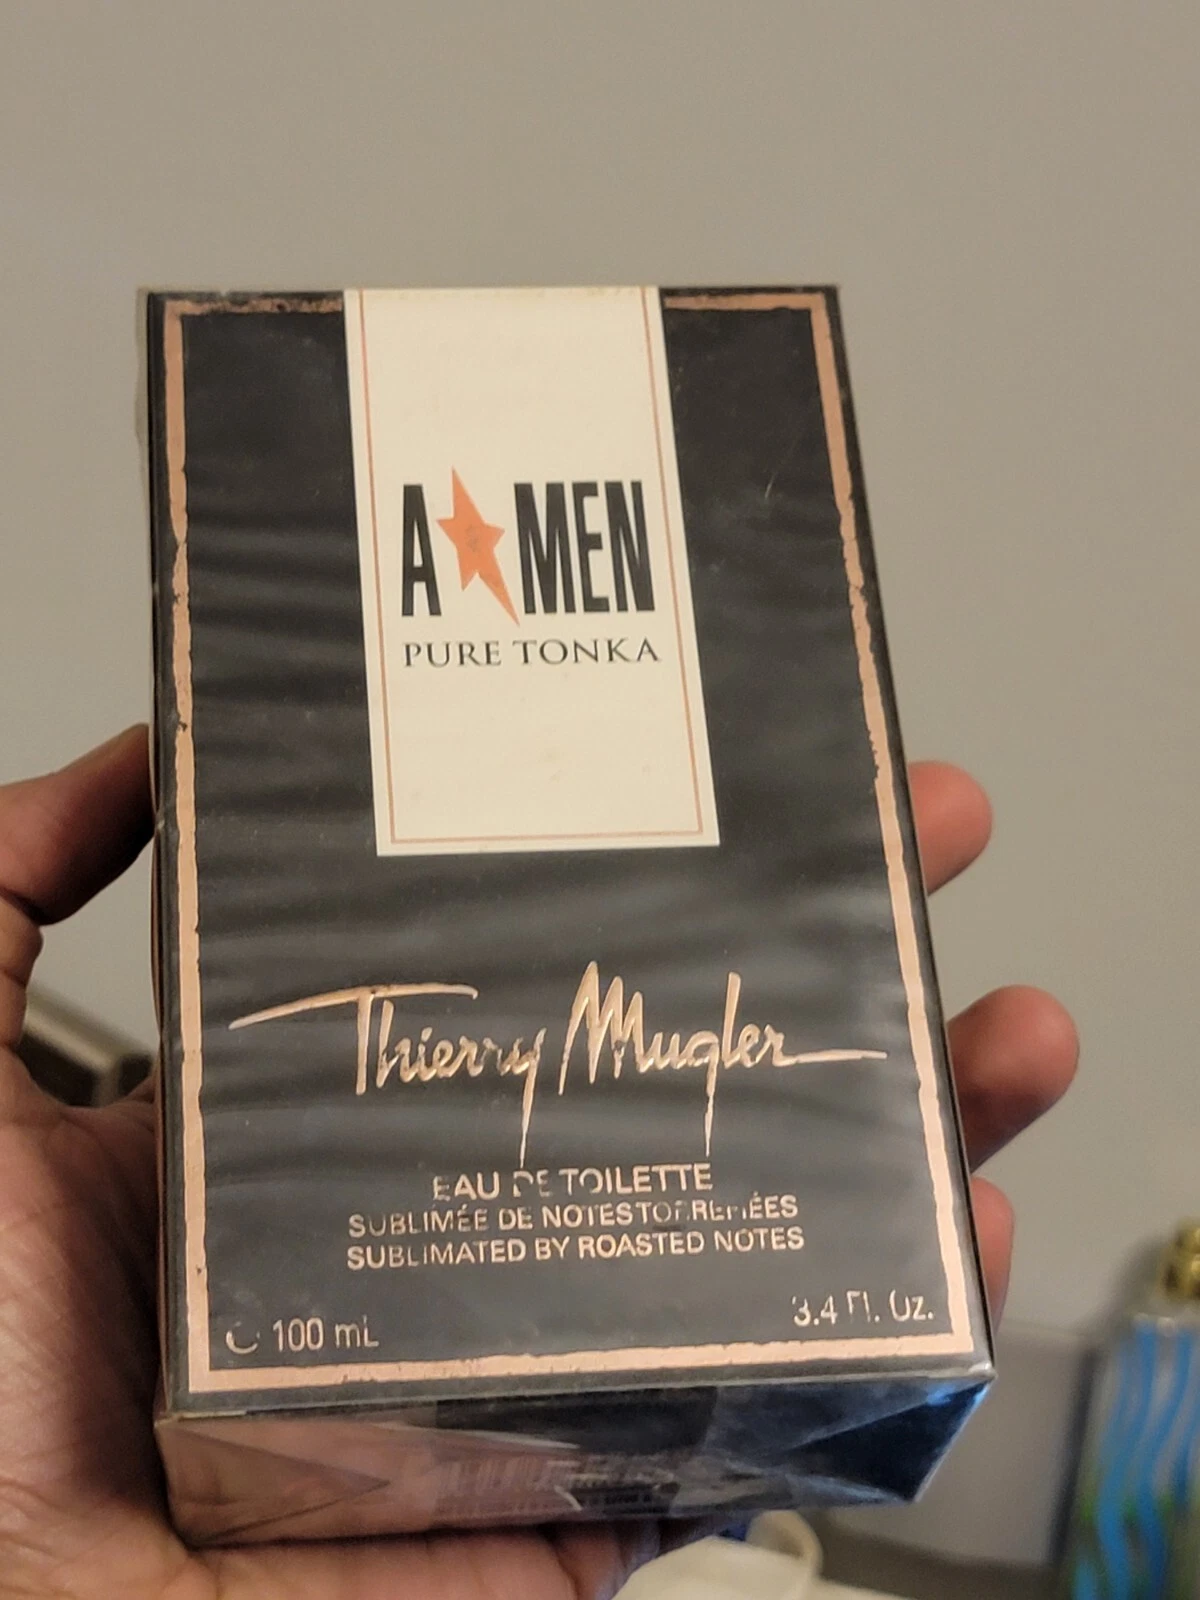 A★MEN
PURE TONKA
Thierry Mugler
EAU DE TOILETTE
SUBLIMÉE DE NOTES TORRÉFIÉES
SUBLIMATED BY ROASTED NOTES
℮ 100 mL
3.4 Fl. Oz.